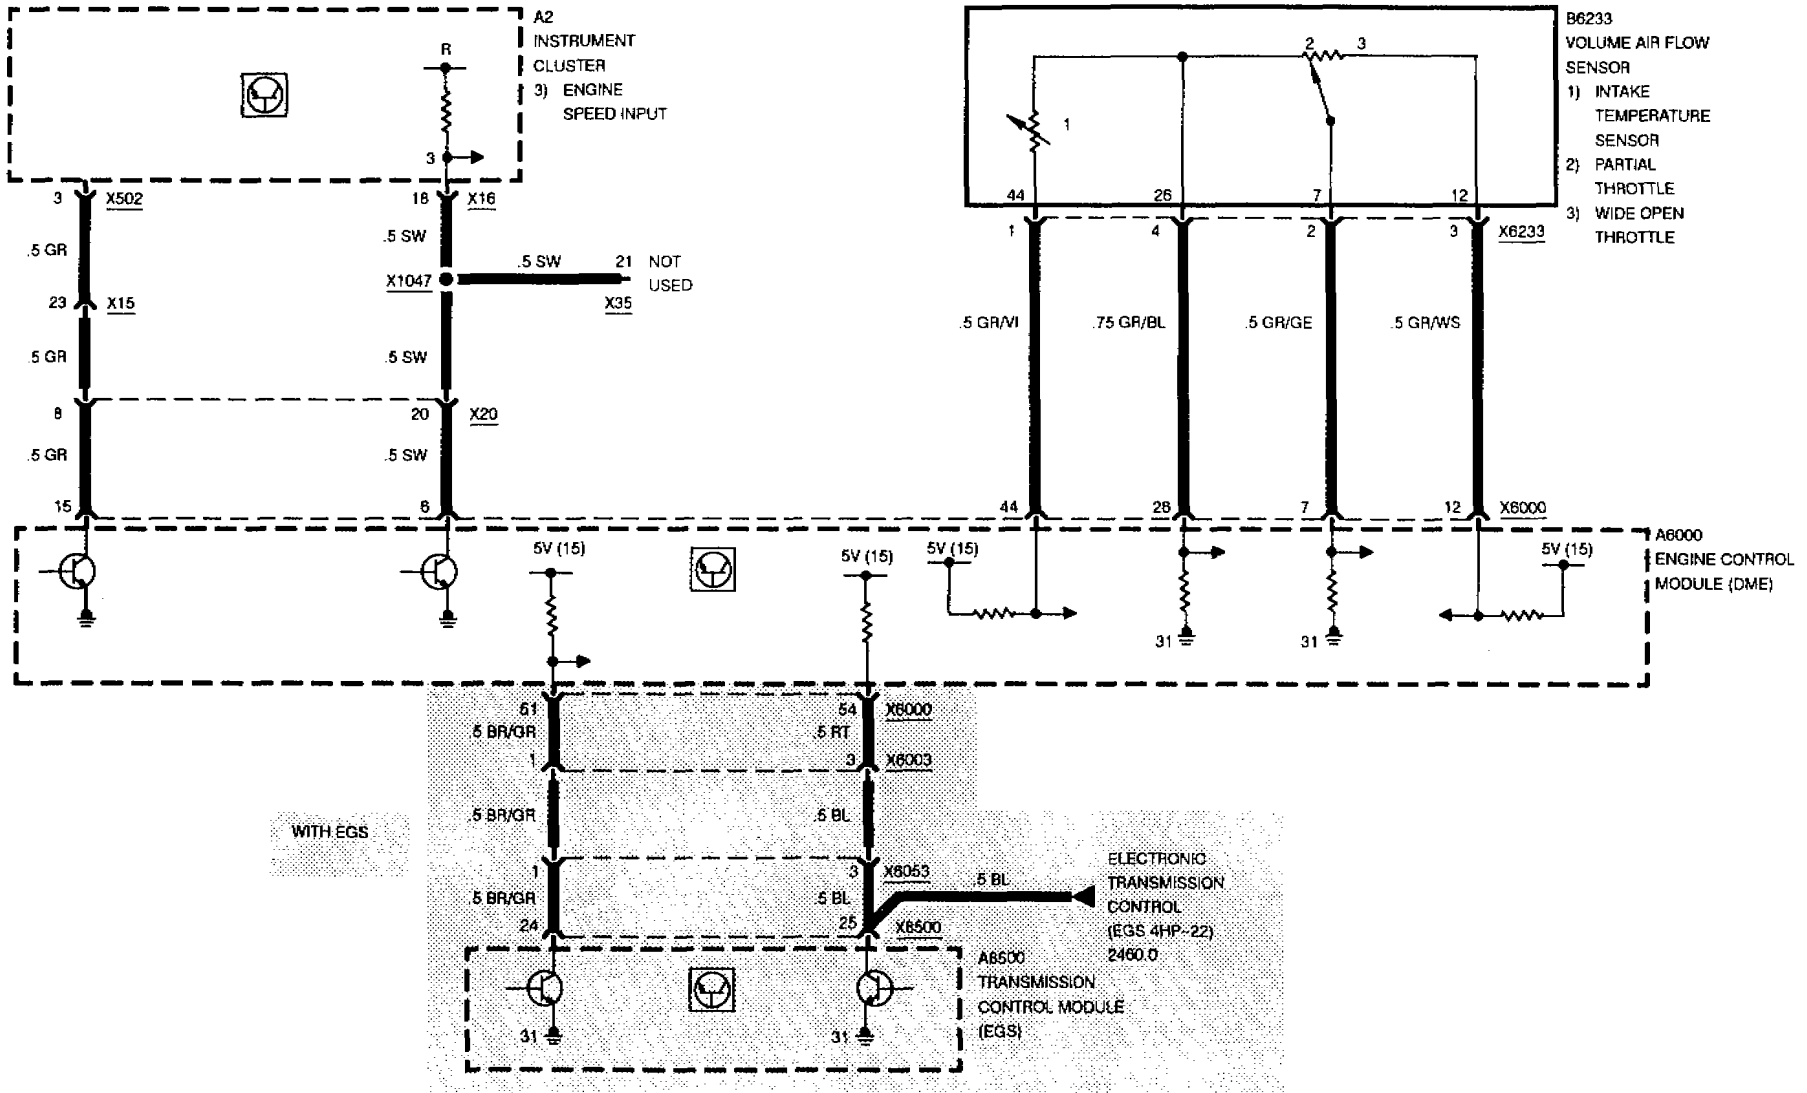 A2
INSTRUMENT
CLUSTER
3) ENGINE
SPEED INPUT
R
3
B6233
VOLUME AIR FLOW
SENSOR
1) INTAKE
TEMPERATURE
SENSOR
2) PARTIAL
THROTTLE
3) WIDE OPEN
THROTTLE
2 3
1
44 26 7 12
3 X502
18 X16
1 4 2 3 X6233
.5 GR
.5 SW
X1047
.5 SW 21 NOT
USED
X35
23 X15
.5 GR/VI
.75 GR/BL
.5 GR/GE
.5 GR/WS
.5 GR
.5 SW
8 20 X20
.5 GR
.5 SW
15 6 44 26 7 12 X6000
A6000
ENGINE CONTROL
MODULE (DME)
5V (15)
5V (15)
5V (15)
5V (15)
31 31
51 54 X6000
.5 BR/GR
.5 RT
1 3 X6003
.5 BR/GR
.5 BL
WITH EGS
1 3 X6053
.5 BR/GR
.5 BL
.5 BL
24 25 X8500
ELECTRONIC
TRANSMISSION
CONTROL
(EGS 4HP-22)
2460.0
A8500
TRANSMISSION
CONTROL MODULE
(EGS)
31 31